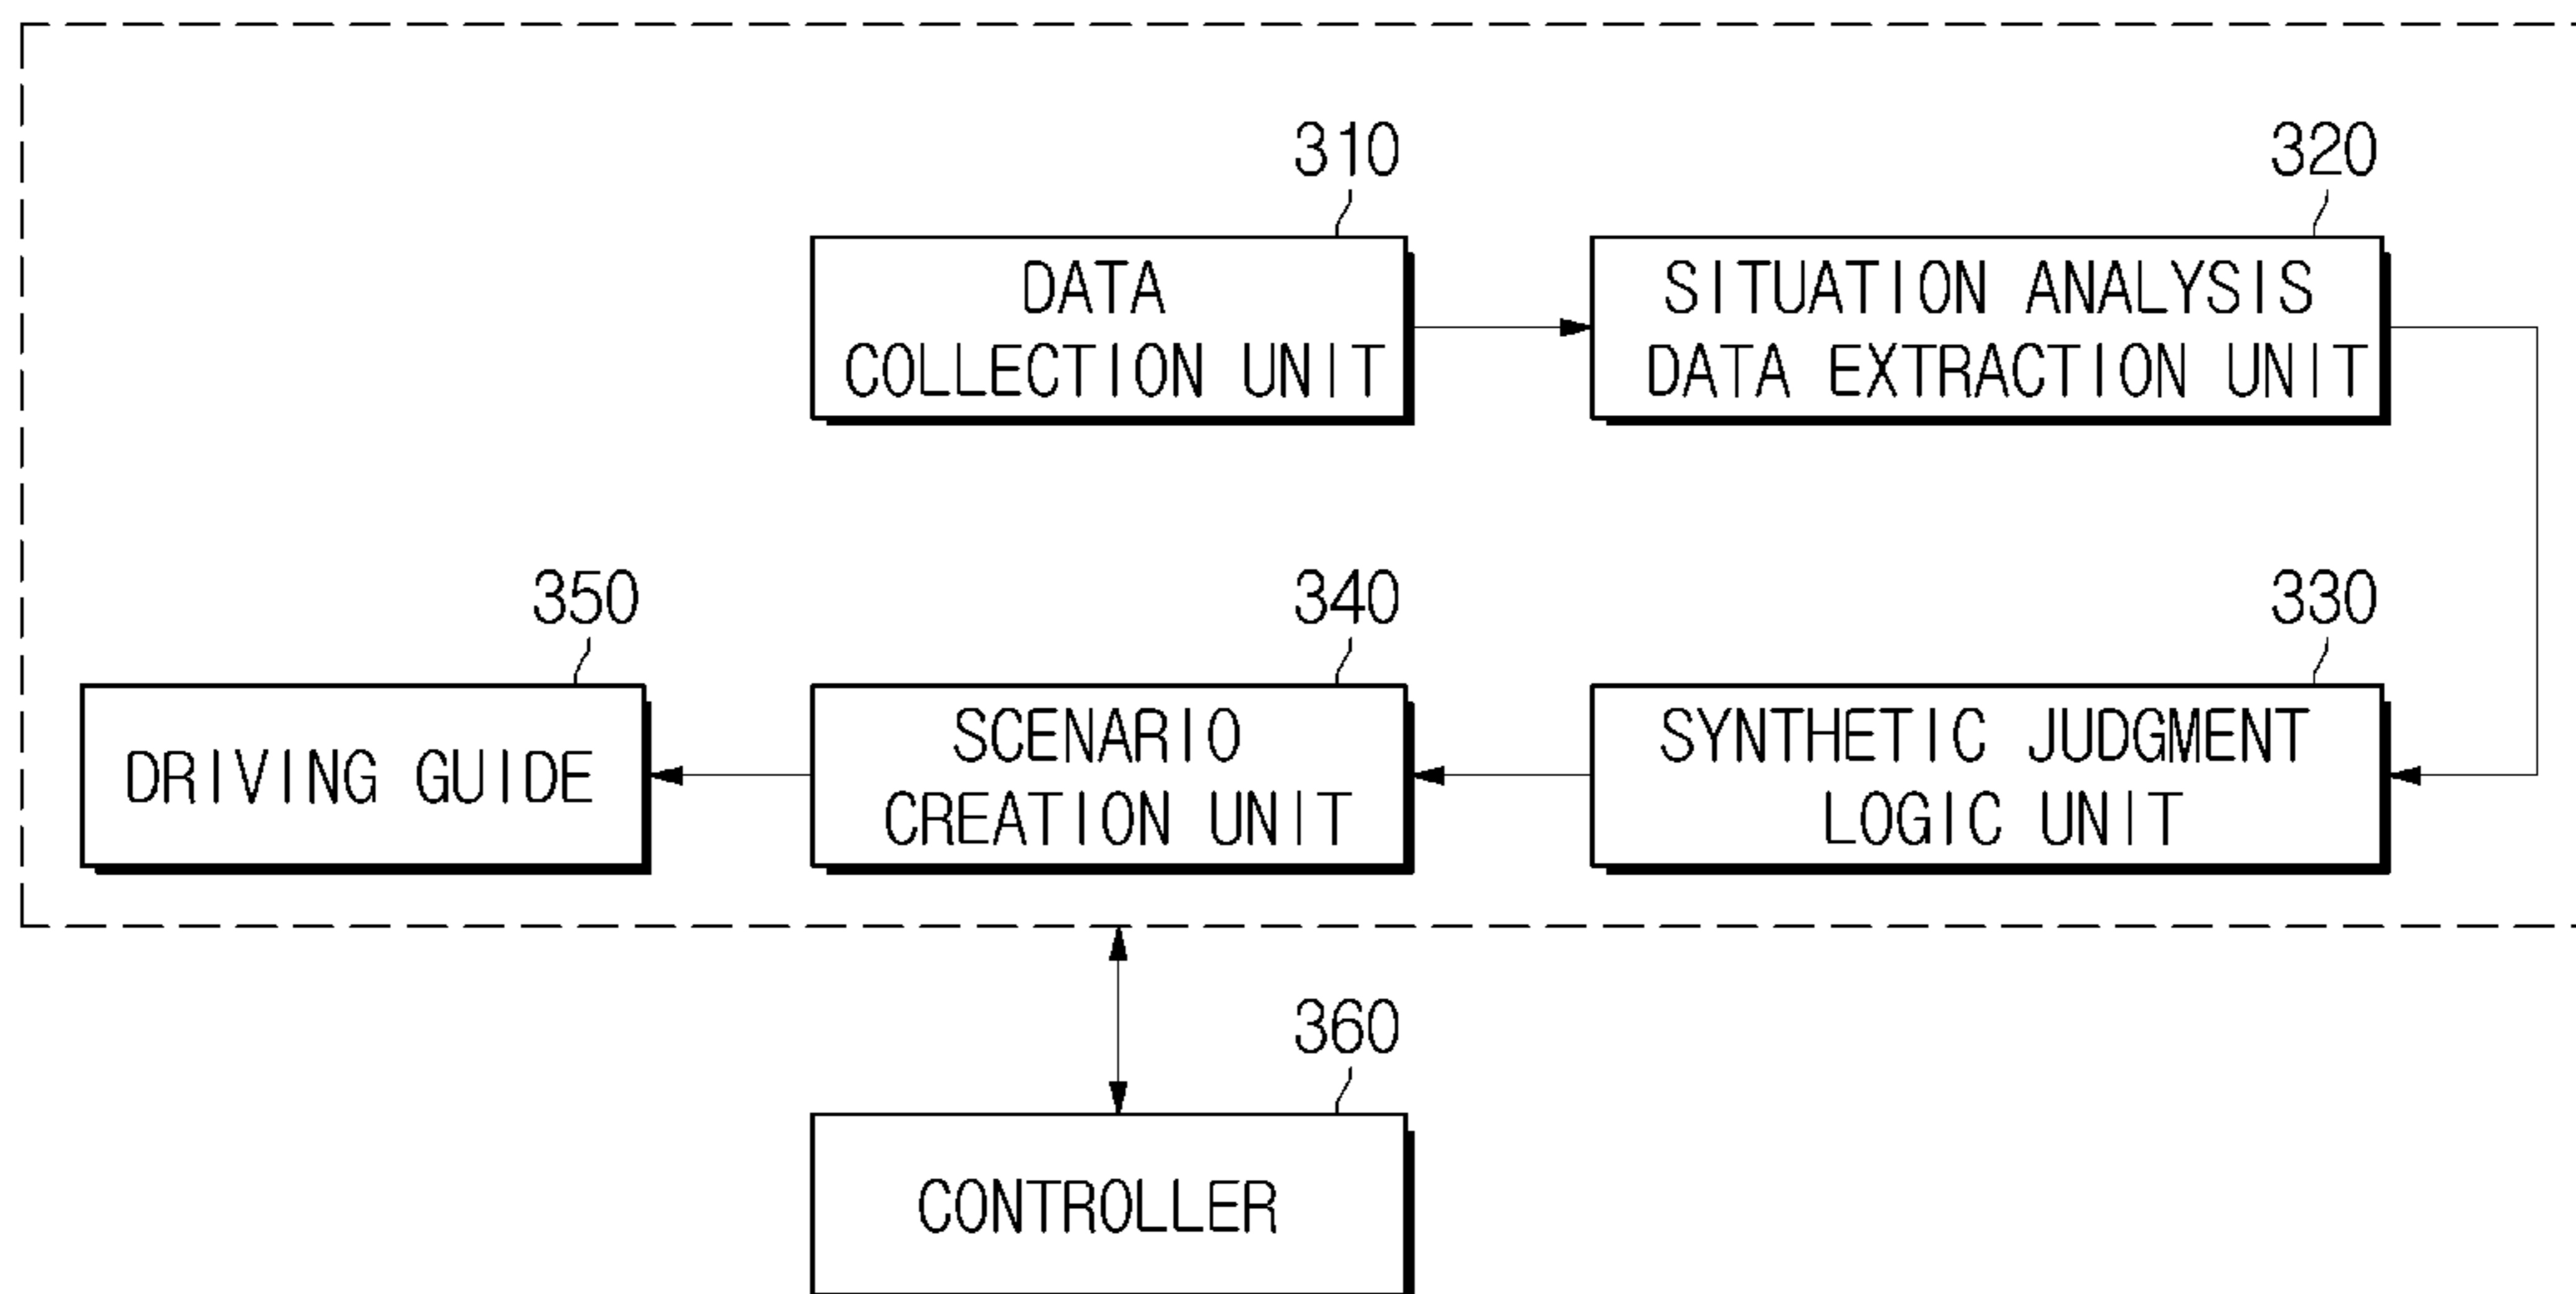 310
DATA
COLLECTION UNIT
320
SITUATION ANALYSIS
DATA EXTRACTION UNIT
350
DRIVING GUIDE
340
SCENARIO
CREATION UNIT
330
SYNTHETIC JUDGMENT
LOGIC UNIT
360
CONTROLLER